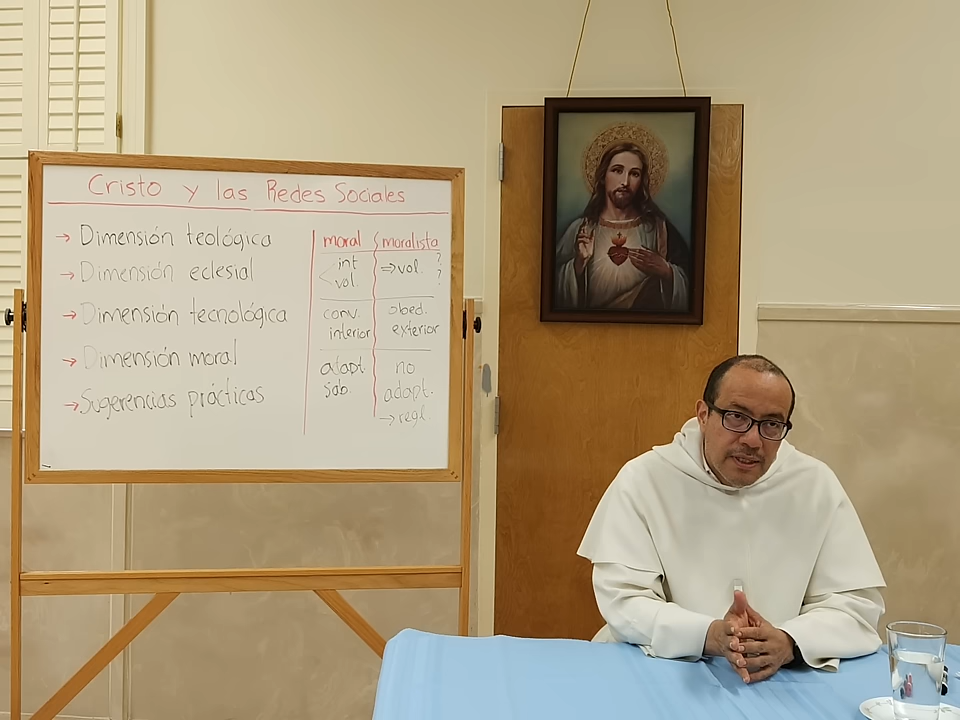 Cristo y las Redes Sociales
→ Dimensión teológica
→ Dimensión eclesial
→ Dimensión tecnológica
→ Dimensión moral
→ Sugerencias prácticas
moral
int
vol.
conv.
interior
adapt.
sab.
moralista
⇒vol. ?
?
obed.
exterior
no
adapt.
→regl.